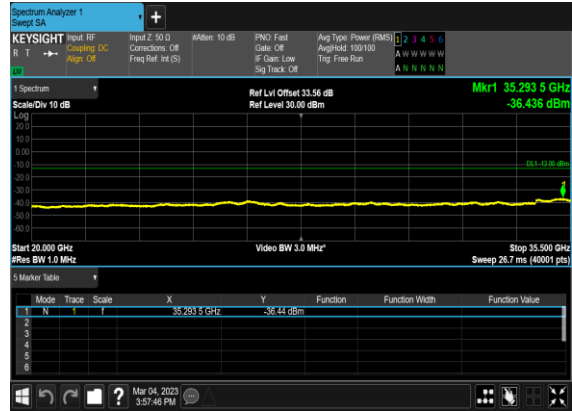 Spectrum Analyzer 1
Swept SA
+
KEYSIGHT Input: RF Input Z: 50 Ω #Atten: 10 dB PNO: Fast Avg Type: Power (RMS) 1 2 3 4 5 6
R T Coupling: DC Corrections: Off Gate: Off Avg|Hold: 100/100 A W W W W W
Align: Off Freq Ref: Int (S) IF Gain: Low Trig: Free Run
Sig Track: Off A N N N N N
1 Spectrum Ref Lvl Offset 33.56 dB Mkr1 35.293 5 GHz
Scale/Div 10 dB Ref Level 30.00 dBm -36.436 dBm
Log
20.0
10.0
0.00
-10.0
DL1 -13.00 dBm
-20.0
1
-30.0
-40.0
-50.0
-60.0
Start 20.000 GHz Video BW 3.0 MHz* Stop 35.500 GHz
#Res BW 1.0 MHz Sweep 26.7 ms (40001 pts)
5 Marker Table
Mode Trace Scale X Y Function Function Width Function Value
1 N 1 f 35.293 5 GHz -36.44 dBm
2
3
4
5
6
? Mar 04, 2023
3:57:46 PM